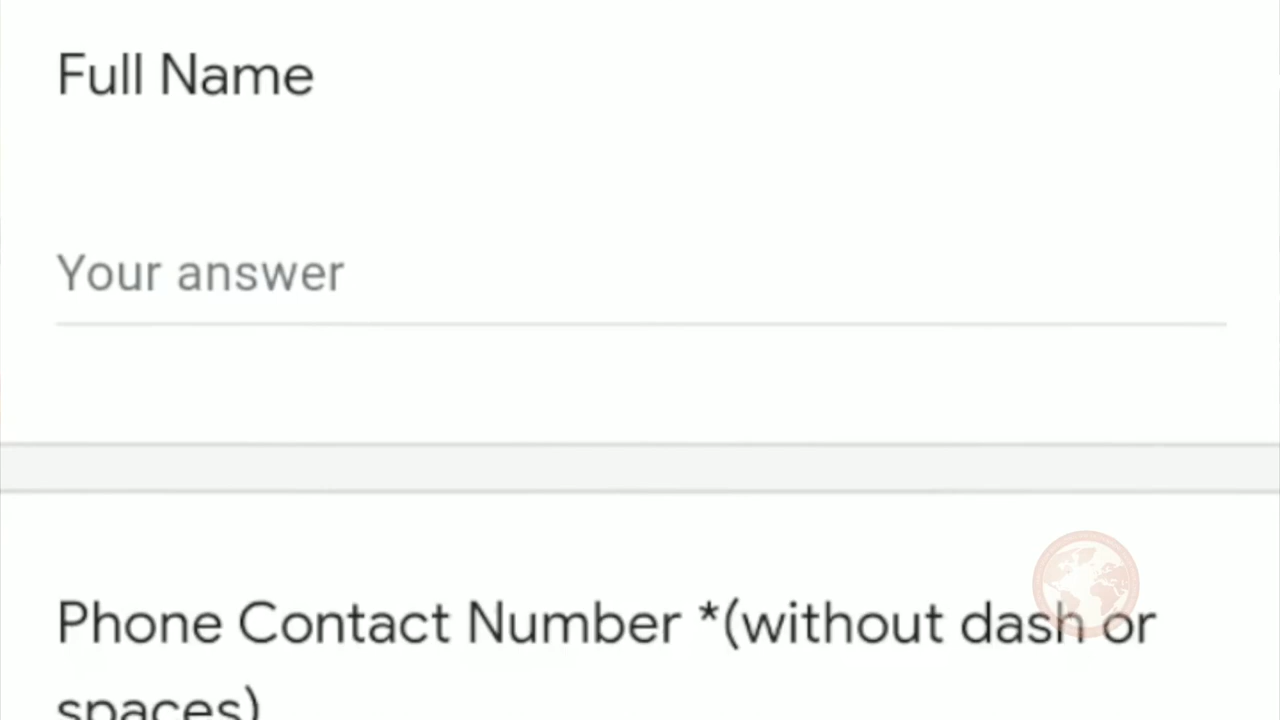 Full Name
Your answer
Phone Contact Number *(without dash or
spaces)